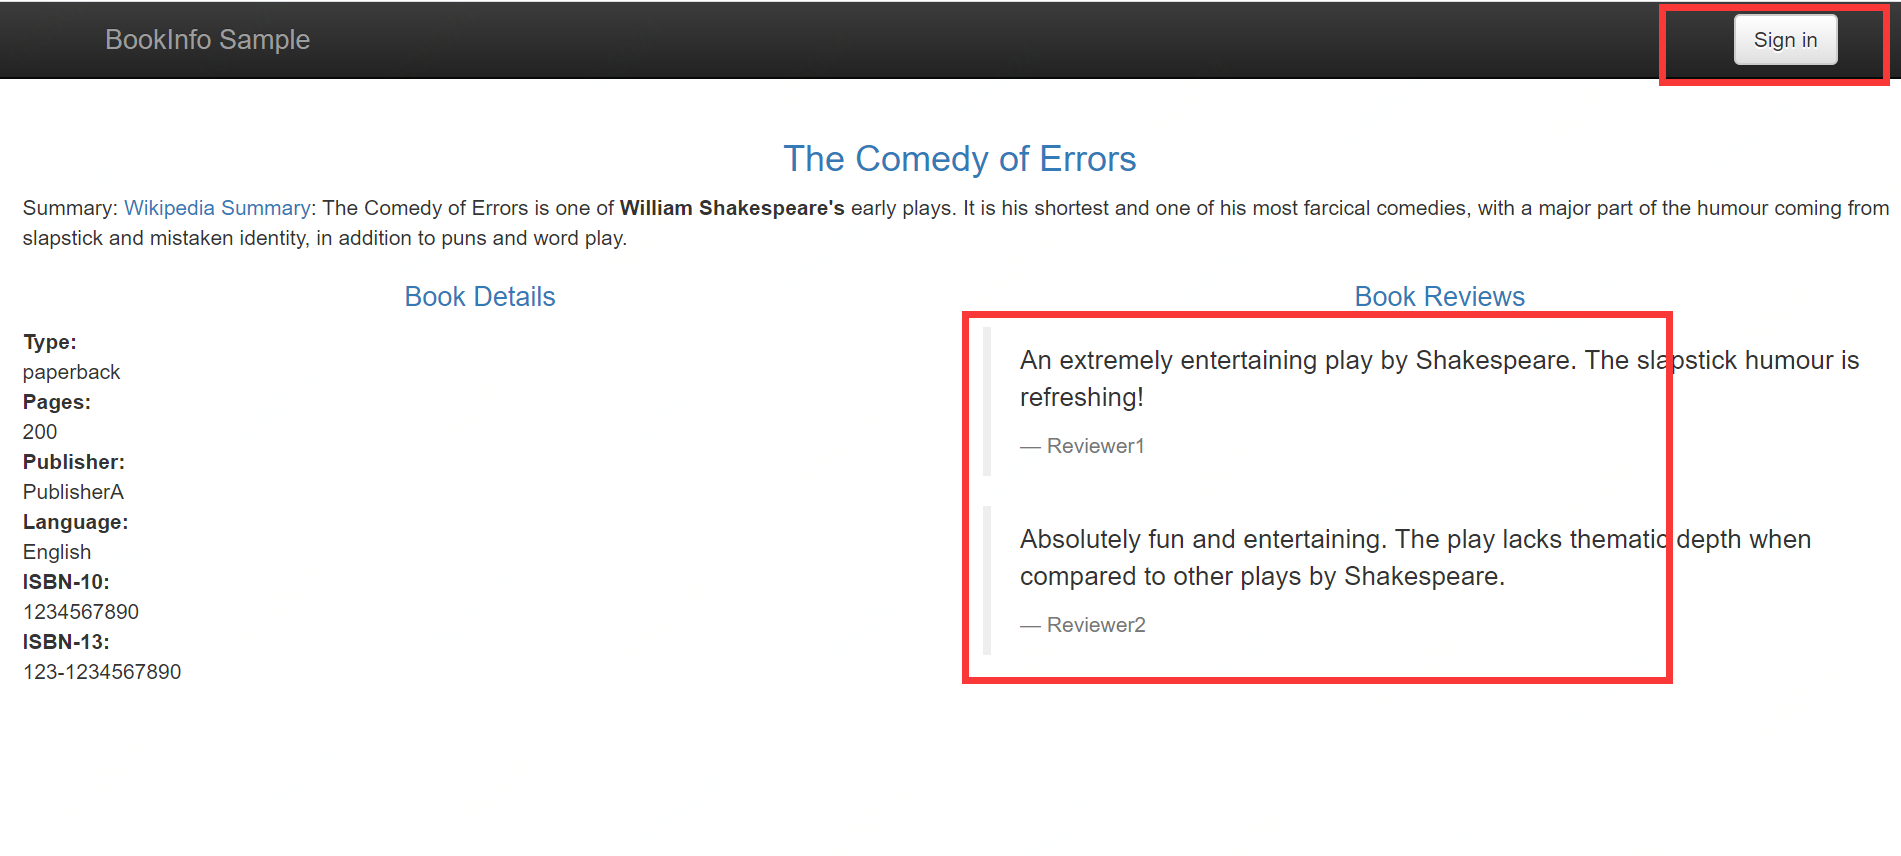 BookInfo Sample
Sign in
The Comedy of Errors
Summary: Wikipedia Summary: The Comedy of Errors is one of William Shakespeare's early plays. It is his shortest and one of his most farcical comedies, with a major part of the humour coming from
slapstick and mistaken identity, in addition to puns and word play.
Book Details
Type:
paperback
Pages:
200
Publisher:
PublisherA
Language:
English
ISBN-10:
1234567890
ISBN-13:
123-1234567890
Book Reviews
An extremely entertaining play by Shakespeare. The slapstick humour is
refreshing!
— Reviewer1
Absolutely fun and entertaining. The play lacks thematic depth when
compared to other plays by Shakespeare.
— Reviewer2